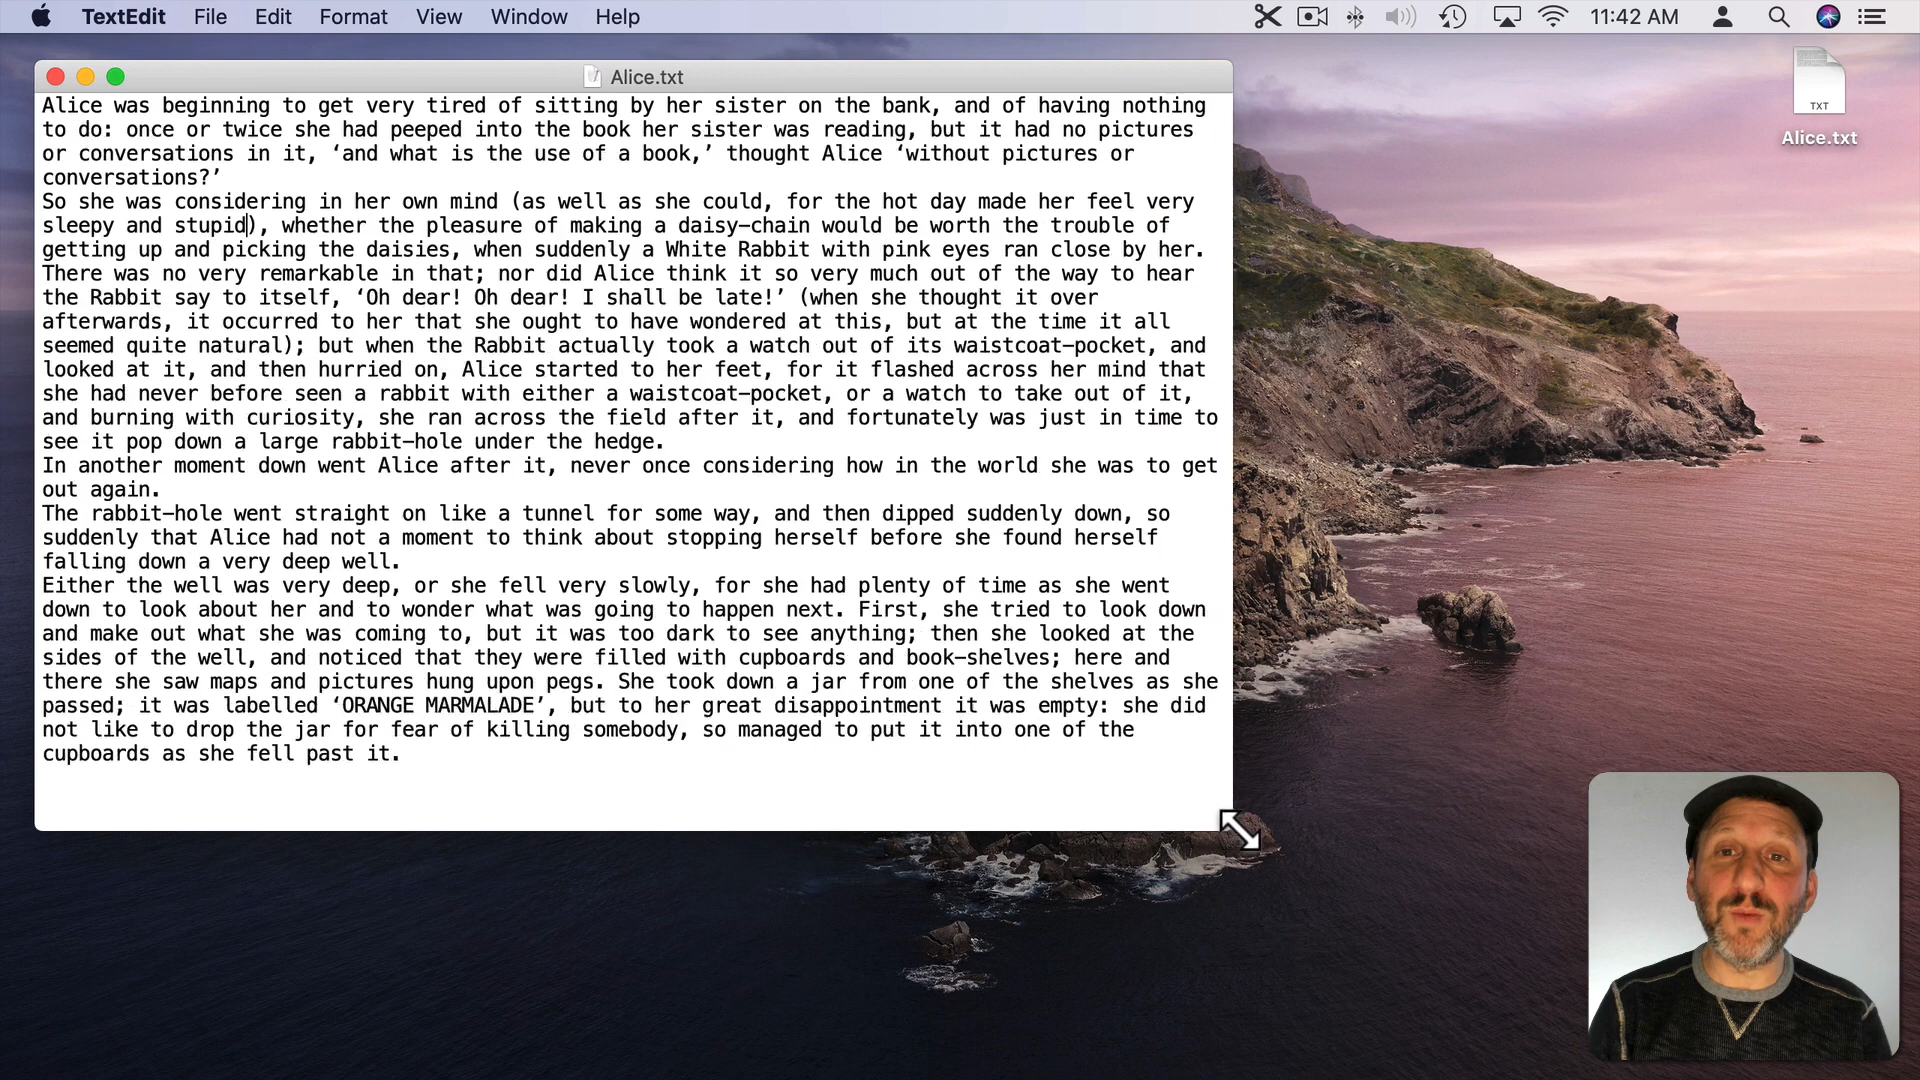 TextEdit File Edit Format View Window Help 11:42 AM
Alice.txt
TXT
Alice.txt
Alice was beginning to get very tired of sitting by her sister on the bank, and of having nothing
to do: once or twice she had peeped into the book her sister was reading, but it had no pictures
or conversations in it, ‘and what is the use of a book,’ thought Alice ‘without pictures or
conversations?’
So she was considering in her own mind (as well as she could, for the hot day made her feel very
sleepy and stupid), whether the pleasure of making a daisy-chain would be worth the trouble of
getting up and picking the daisies, when suddenly a White Rabbit with pink eyes ran close by her.
There was no very remarkable in that; nor did Alice think it so very much out of the way to hear
the Rabbit say to itself, ‘Oh dear! Oh dear! I shall be late!’ (when she thought it over
afterwards, it occurred to her that she ought to have wondered at this, but at the time it all
seemed quite natural); but when the Rabbit actually took a watch out of its waistcoat-pocket, and
looked at it, and then hurried on, Alice started to her feet, for it flashed across her mind that
she had never before seen a rabbit with either a waistcoat-pocket, or a watch to take out of it,
and burning with curiosity, she ran across the field after it, and fortunately was just in time to
see it pop down a large rabbit-hole under the hedge.
In another moment down went Alice after it, never once considering how in the world she was to get
out again.
The rabbit-hole went straight on like a tunnel for some way, and then dipped suddenly down, so
suddenly that Alice had not a moment to think about stopping herself before she found herself
falling down a very deep well.
Either the well was very deep, or she fell very slowly, for she had plenty of time as she went
down to look about her and to wonder what was going to happen next. First, she tried to look down
and make out what she was coming to, but it was too dark to see anything; then she looked at the
sides of the well, and noticed that they were filled with cupboards and book-shelves; here and
there she saw maps and pictures hung upon pegs. She took down a jar from one of the shelves as she
passed; it was labelled ‘ORANGE MARMALADE’, but to her great disappointment it was empty: she did
not like to drop the jar for fear of killing somebody, so managed to put it into one of the
cupboards as she fell past it.